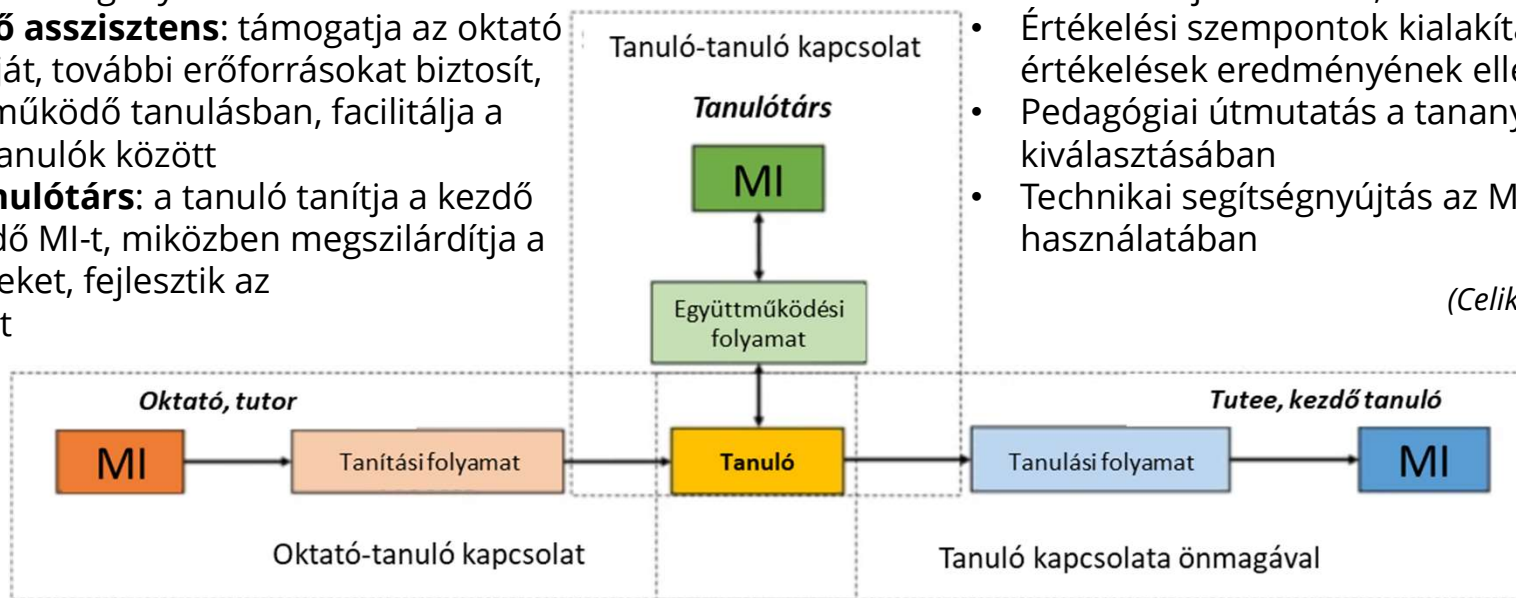 ő asszisztens: támogatja az oktató
ját, további erőforrásokat biztosít,
működő tanulásban, facilitálja a
anulók között
nulótárs: a tanuló tanítja a kezdő
dő MI-t, miközben megszilárdítja a
eket, fejlesztik az
t
Tanuló-tanuló kapcsolat
Tanulótárs
MI
Együttműködési
folyamat
• Értékelési szempontok kialakít
értékelések eredményének elle
• Pedagógiai útmutatás a tanany
kiválasztásában
• Technikai segítségnyújtás az M
használatában
(Celik
Oktató, tutor
Tutee, kezdő tanuló
MI
Tanítási folyamat
Tanuló
Tanulási folyamat
MI
Oktató-tanuló kapcsolat
Tanuló kapcsolata önmagával